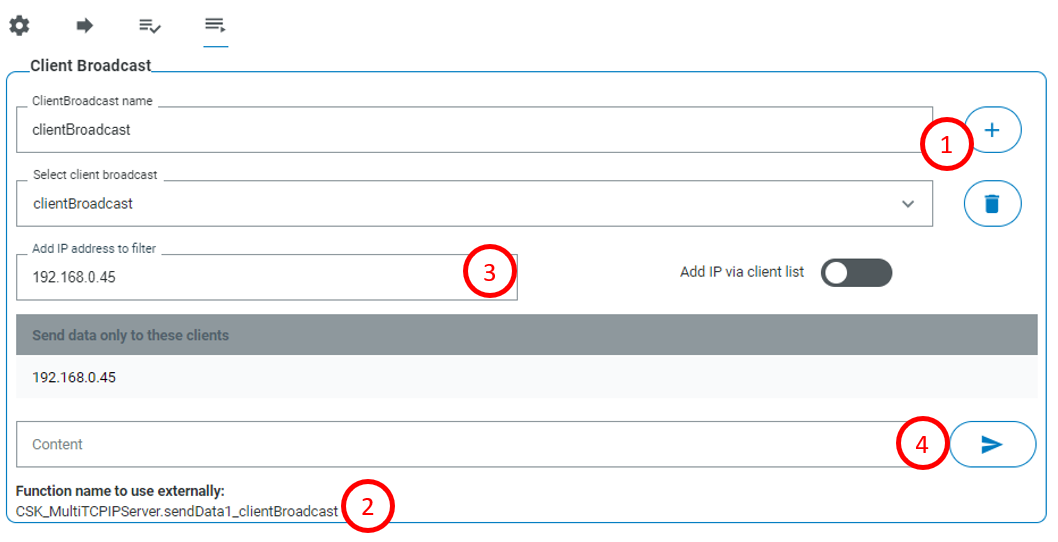 Client Broadcast
ClientBroadcast name
clientBroadcast
1
Select client broadcast
clientBroadcast
Add IP address to filter
192.168.0.45
3
Add IP via client list
Send data only to these clients
192.168.0.45
Content
4
Function name to use externally:
CSK_MultiTCPIPServer.sendData1_clientBroadcast
2